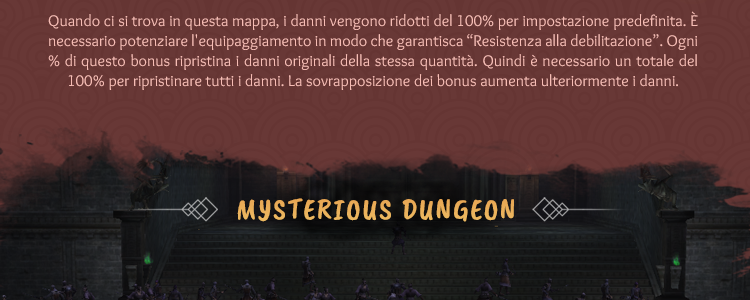 Quando ci si trova in questa mappa, i danni vengono ridotti del 100% per impostazione predefinita. È
necessario potenziare l'equipaggiamento in modo che garantisca “Resistenza alla debilitazione”. Ogni
% di questo bonus ripristina i danni originali della stessa quantità. Quindi è necessario un totale del
100% per ripristinare tutti i danni. La sovrapposizione dei bonus aumenta ulteriormente i danni.
MYSTERIOUS DUNGEON